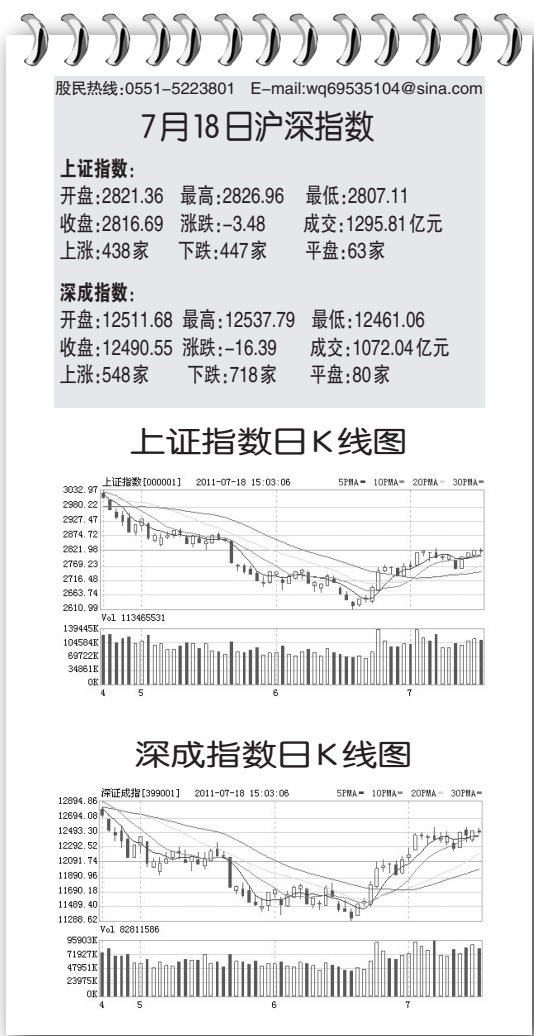 股民热线:0551-5223801 E-mail:wq69535104@sina.com
7月18日沪深指数
上证指数:
开盘:2821.36 最高:2826.96 最低:2807.11
收盘:2816.69 涨跌:-3.48 成交:1295.81亿元
上涨:438家 下跌:447家 平盘:63家
深成指数:
开盘:12511.68 最高:12537.79 最低:12461.06
收盘:12490.55 涨跌:-16.39 成交:1072.04亿元
上涨:548家 下跌:718家 平盘:80家
上证指数日K线图
上证指数[000001] 2011-07-18 15:03:06 5PMA 10PMA 20PMA 30PMA
3032.97
2980.22
2927.47
2874.72
2821.98
2769.23
2716.48
2663.74
2610.99
Vol 113465531
139445K
104584K
69722K
34861K
0K
4 5 6 7
深成指数日K线图
深证成指[399001] 2011-07-18 15:03:06 5PMA 10PMA 20PMA 30PMA
12894.86
12694.08
12493.30
12292.52
12091.74
11890.96
11690.18
11489.40
11288.62
Vol 82811586
95903K
71927K
47951K
23975K
0K
4 5 6 7